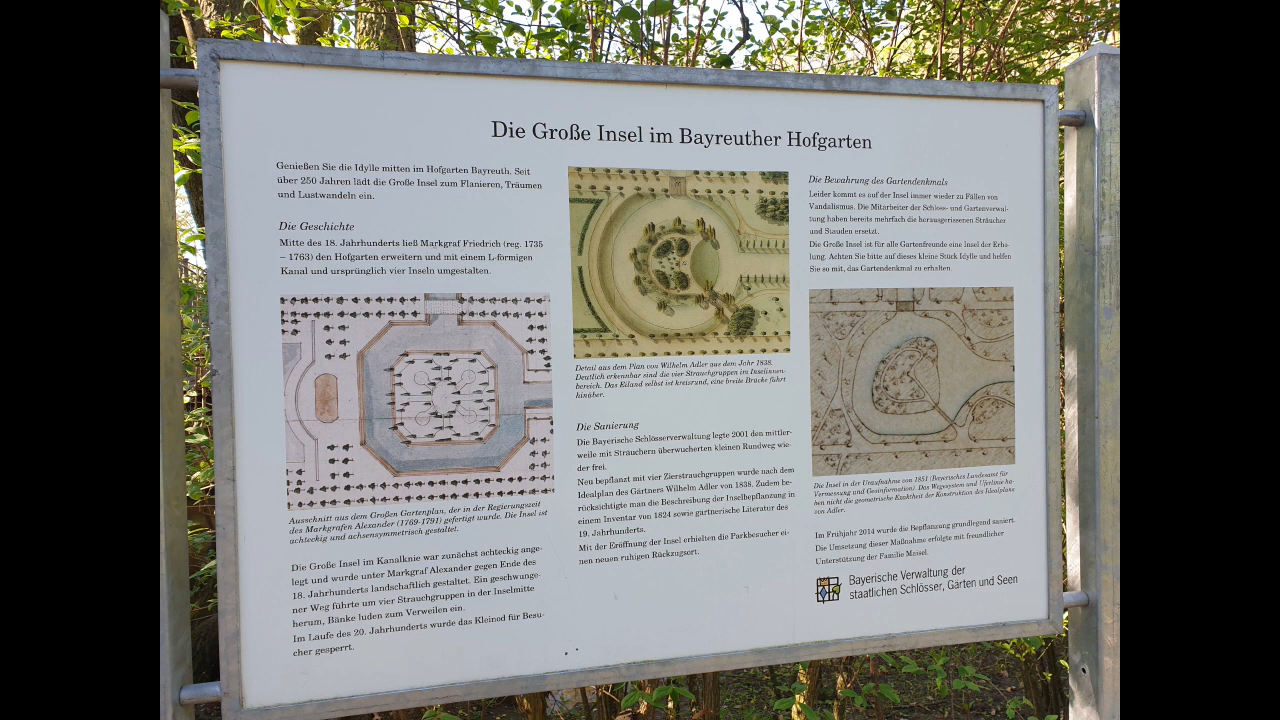 Die Große Insel im Bayreuther Hofgarten
Genießen Sie die Idylle mitten im Hofgarten Bayreuth. Seit
über 250 Jahren lädt die Große Insel zum Flanieren, Träumen
und Lustwandeln ein.
Die Geschichte
Mitte des 18. Jahrhunderts ließ Markgraf Friedrich (reg. 1735
– 1763) den Hofgarten erweitern und mit einem L-förmigen
Kanal und ursprünglich vier Inseln umgestalten.
Ausschnitt aus dem Großen Gartenplan, der in der Regierungszeit
des Markgrafen Alexander (1769-1791) gefertigt wurde. Die Insel ist
achteckig und achsensymmetrisch gestaltet.
Die Große Insel im Kanalknie war zunächst achteckig ange-
legt und wurde unter Markgraf Alexander gegen Ende des
18. Jahrhunderts landschaftlich gestaltet. Ein geschwunge-
ner Weg führte um vier Strauchgruppen in der Inselmitte
herum, Bänke luden zum Verweilen ein.
Im Laufe des 20. Jahrhunderts wurde das Kleinod für Besu-
cher gesperrt.
Detail aus dem Plan von Wilhelm Adler aus dem Jahr 1838.
Deutlich erkennbar sind die vier Strauchgruppen im Inselinnen-
bereich. Das Eiland selbst ist kreisrund, eine breite Brücke führt
hinüber.
Die Sanierung
Die Bayerische Schlösserverwaltung legte 2001 den mittler-
weile mit Sträuchern überwucherten kleinen Rundweg wie-
der frei.
Neu bepflanzt mit vier Zierstrauchgruppen wurde nach dem
Idealplan des Gärtners Wilhelm Adler von 1838. Zudem be-
rücksichtigte man die Beschreibung der Inselbepflanzung in
einem Inventar von 1824 sowie gärtnerische Literatur des
19. Jahrhunderts.
Mit der Eröffnung der Insel erhielten die Parkbesucher ei-
nen neuen ruhigen Rückzugsort.
Die Bewahrung des Gartendenkmals
Leider kommt es auf der Insel immer wieder zu Fällen von
Vandalismus. Die Mitarbeiter der Schloss- und Gartenverwal-
tung haben bereits mehrfach die herausgerissenen Sträucher
und Stauden ersetzt.
Die Große Insel ist für alle Gartenfreunde eine Insel der Erho-
lung. Achten Sie bitte auf dieses kleine Stück Idylle und helfen
Sie so mit, das Gartendenkmal zu erhalten.
Die Insel in der Uraufnahme von 1851 (Bayerisches Landesamt für
Vermessung und Geoinformation). Das Wegesystem und Uferlinie ha-
ben nicht die geometrische Exaktheit der Konstruktion des Idealplans
von Adler.
Im Frühjahr 2014 wurde die Bepflanzung grundlegend saniert.
Die Umsetzung dieser Maßnahme erfolgte mit freundlicher
Unterstützung der Familie Meisel.
Bayerische Verwaltung der
staatlichen Schlösser, Gärten und Seen